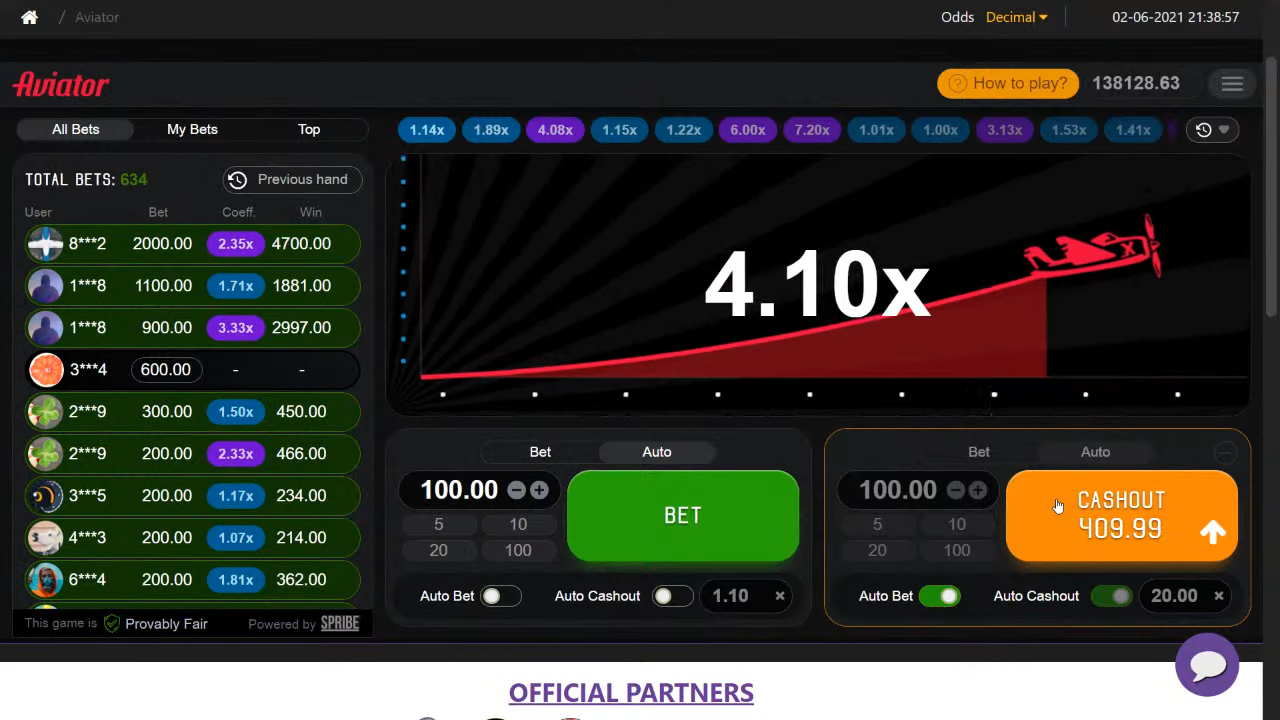 / Aviator
Odds Decimal 02-06-2021 21:38:57
Aviator
? How to play? 138128.63
All Bets My Bets Top
1.14x 1.89x 4.08x 1.15x 1.22x 6.00x 7.20x 1.01x 1.00x 3.13x 1.53x 1.41x
TOTAL BETS: 634 Previous hand
User Bet Coeff. Win
8***2 2000.00 2.35x 4700.00
1***8 1100.00 1.71x 1881.00
1***8 900.00 3.33x 2997.00
3***4 600.00 - -
2***9 300.00 1.50x 450.00
2***9 200.00 2.33x 466.00
3***5 200.00 1.17x 234.00
4***3 200.00 1.07x 214.00
6***4 200.00 1.81x 362.00
This game is Provably Fair Powered by SPRIBE
4.10x
X
Bet Auto
100.00
5 10
20 100
BET
Auto Bet Auto Cashout 1.10
Bet Auto
100.00
5 10
20 100
CASHOUT
409.99
Auto Bet Auto Cashout 20.00
OFFICIAL PARTNERS